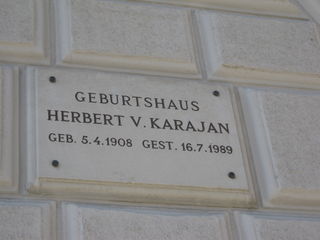 GEBURTSHAUS
HERBERT V. KARAJAN
GEB. 5.4.1908 GEST. 16.7.1989